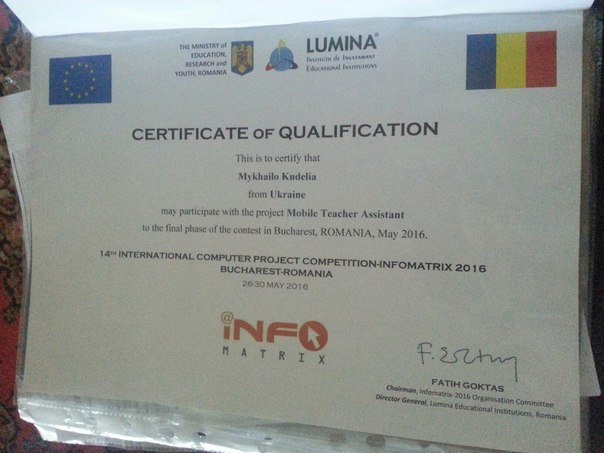 THE MINISTRY of
EDUCATION,
RESEARCH and
YOUTH, ROMANIA
LUMINA®
INSTITUTII DE INVATAMANT
EDUCATIONAL INSTITUTIONS
CERTIFICATE OF QUALIFICATION
This is to certify that
Mykhailo Kudelia
from Ukraine
may participate with the project Mobile Teacher Assistant
to the final phase of the contest in Bucharest, ROMANIA, May 2016.
14TH INTERNATIONAL COMPUTER PROJECT COMPETITION-INFOMATRIX 2016
BUCHAREST-ROMANIA
26-30 MAY 2016
@
iNFO
MATRIX
FATIH GOKTAS
Chairman, Infomatrix-2016 Organisation Committee
Director General, Lumina Educational Institutions, Romania